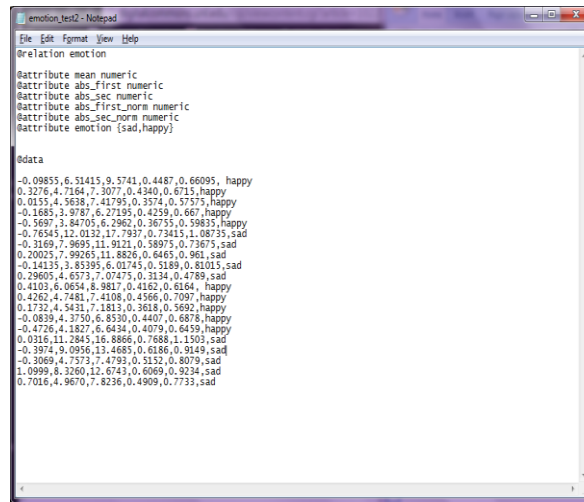 emotion_test2 - Notepad
File Edit Format View Help
@relation emotion
@attribute mean numeric
@attribute abs_first numeric
@attribute abs_sec numeric
@attribute abs_first_norm numeric
@attribute abs_sec_norm numeric
@attribute emotion {sad,happy}
@data
-0.09855,6.51415,9.5741,0.4487,0.66095, happy
0.3276,4.7164,7.3077,0.4340,0.6715,happy
0.0155,4.5638,7.41795,0.3574,0.57575,happy
-0.1685,3.9787,6.27195,0.4259,0.667,happy
-0.5697,3.84705,6.2962,0.36755,0.59835,happy
-0.76545,12.0132,17.7937,0.73415,1.08735,sad
-0.3169,7.9695,11.9121,0.58975,0.73675,sad
0.20025,7.99265,11.8826,0.6465,0.961,sad
-0.14135,3.85395,6.01745,0.5189,0.81015,sad
0.29605,4.6573,7.07475,0.3134,0.4789,sad
0.4103,6.0654,8.9817,0.4162,0.6164, happy
0.4262,4.7481,7.4108,0.4566,0.7097,happy
0.1732,4.5431,7.1813,0.3618,0.5692,happy
-0.0839,4.3750,6.8530,0.4407,0.6878,happy
-0.4726,4.1827,6.6434,0.4079,0.6459,happy
0.0316,11.2845,16.8866,0.7688,1.1503,sad
-0.3974,9.0956,13.4685,0.6186,0.9149,sad
-0.3069,4.7573,7.4793,0.5152,0.8079,sad
1.0999,8.3260,12.6743,0.6069,0.9234,sad
0.7016,4.9670,7.8236,0.4909,0.7733,sad